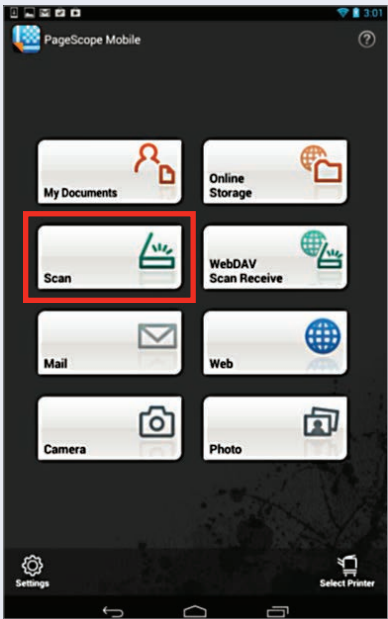 3:01
PageScope Mobile
?
My Documents
Online
Storage
Scan
WebDAV
Scan Receive
Mail
Web
Camera
Photo
Settings
Select Printer